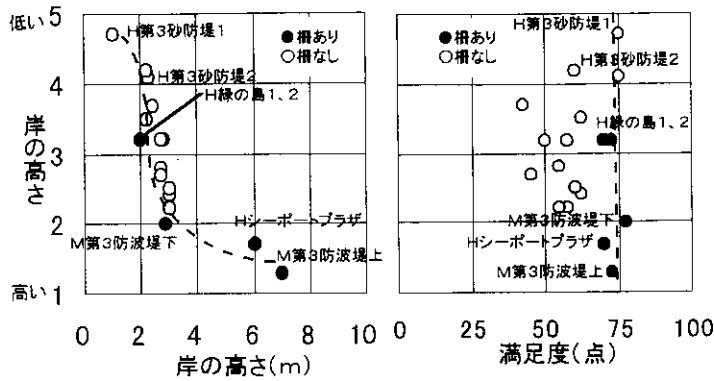 低い 5
4
岸の高さ
3
2
高い 1
0 2 4 6 8 10
岸の高さ(m)
H第3砂防堤1
●柵あり
○柵なし
H第3砂防堤2
H緑の島1、2
Hシーポートプラザ
M第3防波堤下
M第3防波堤上
H第3砂防堤1
●柵あり
○柵なし
H第3砂防堤2
H緑の島1、2
M第3防波堤下
Hシーポートプラザ
M第3防波堤上
0 25 50 75 100
満足度(点)